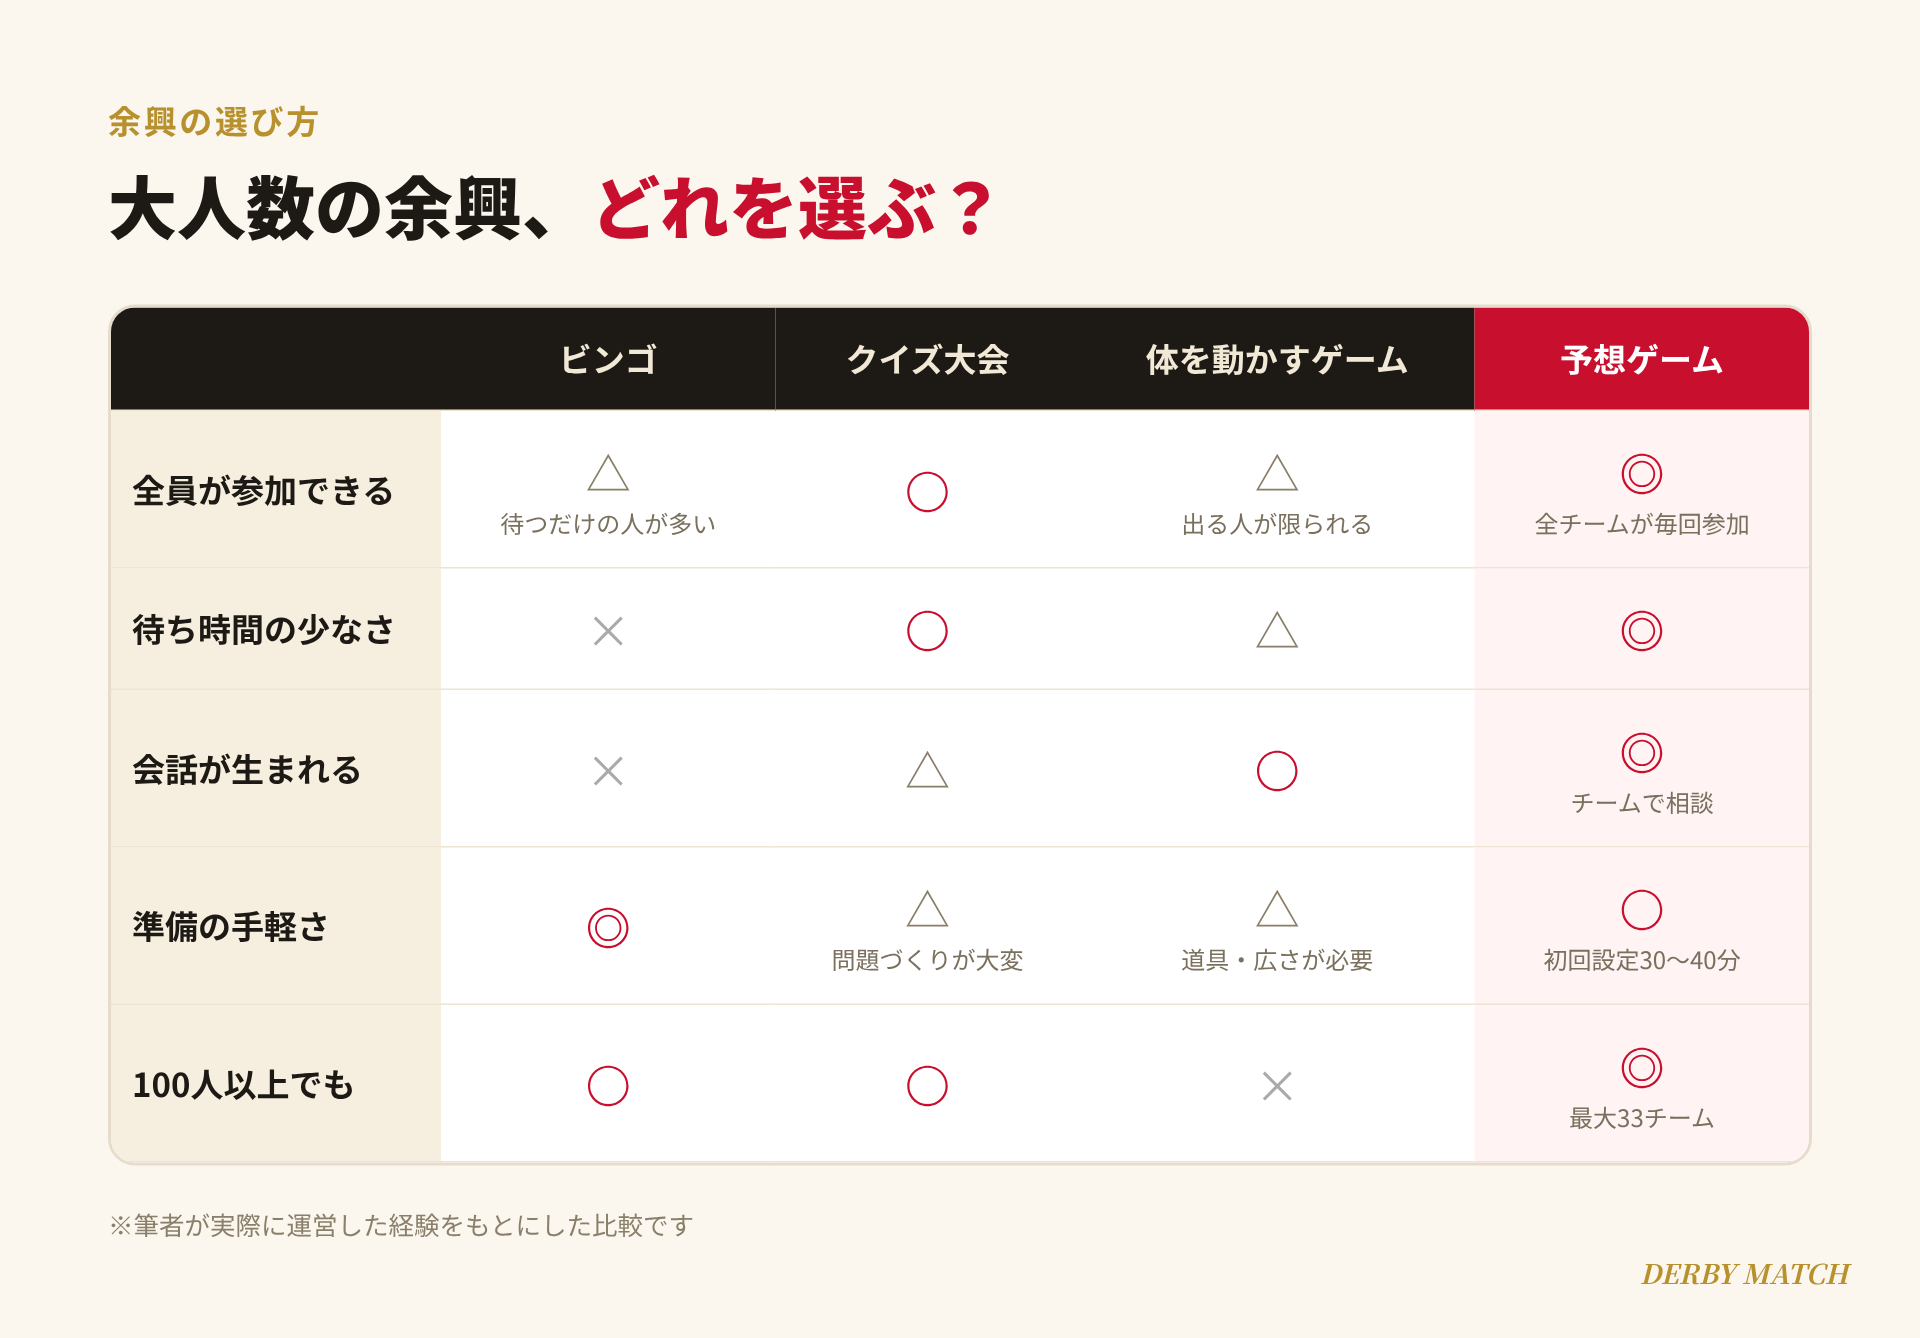 余興の選び方
大人数の余興、どれを選ぶ？
ビンゴ クイズ大会 体を動かすゲーム 予想ゲーム
全員が参加できる △ ○ △ ◎
待つだけの人が多い 出る人が限られる 全チームが毎回参加
待ち時間の少なさ × ○ △ ◎
会話が生まれる × △ ○ ◎
チームで相談
準備の手軽さ ◎ △ △ ○
問題づくりが大変 道具・広さが必要 初回設定30〜40分
100人以上でも ○ ○ × ◎
最大33チーム
※筆者が実際に運営した経験をもとにした比較です
DERBY MATCH